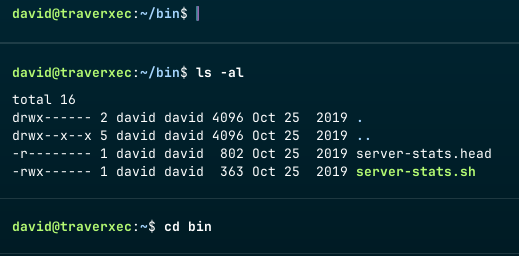 david@traverxec:~/bin$
david@traverxec:~/bin$ ls -al
total 16
drwx------ 2 david david 4096 Oct 25  2019 .
drwx--x--x 5 david david 4096 Oct 25  2019 ..
-r-------- 1 david david  802 Oct 25  2019 server-stats.head
-rwx------ 1 david david  363 Oct 25  2019 server-stats.sh
david@traverxec:~$ cd bin